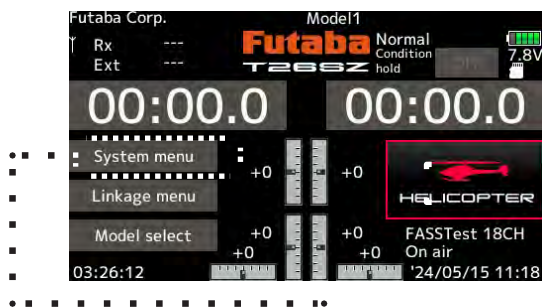 Futaba Corp. Model1
Rx ---
Ext ---
Futaba
T26SZ
Normal
Condition
hold
7.8V
00:00.0 00:00.0
System menu
+0 +0
Linkage menu
HELICOPTER
Model select
+0 +0
+0 +0
FASSTest 18CH
On air
03:26:12 '24/05/15 11:18